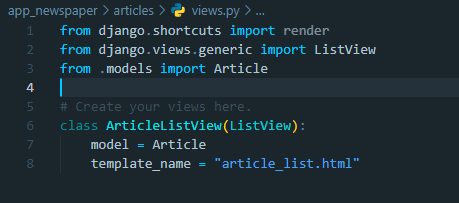 app_newspaper > articles > views.py > ...
1 from django.shortcuts import render
2 from django.views.generic import ListView
3 from .models import Article
4
5 # Create your views here.
6 class ArticleListView(ListView):
7     model = Article
8     template_name = "article_list.html"